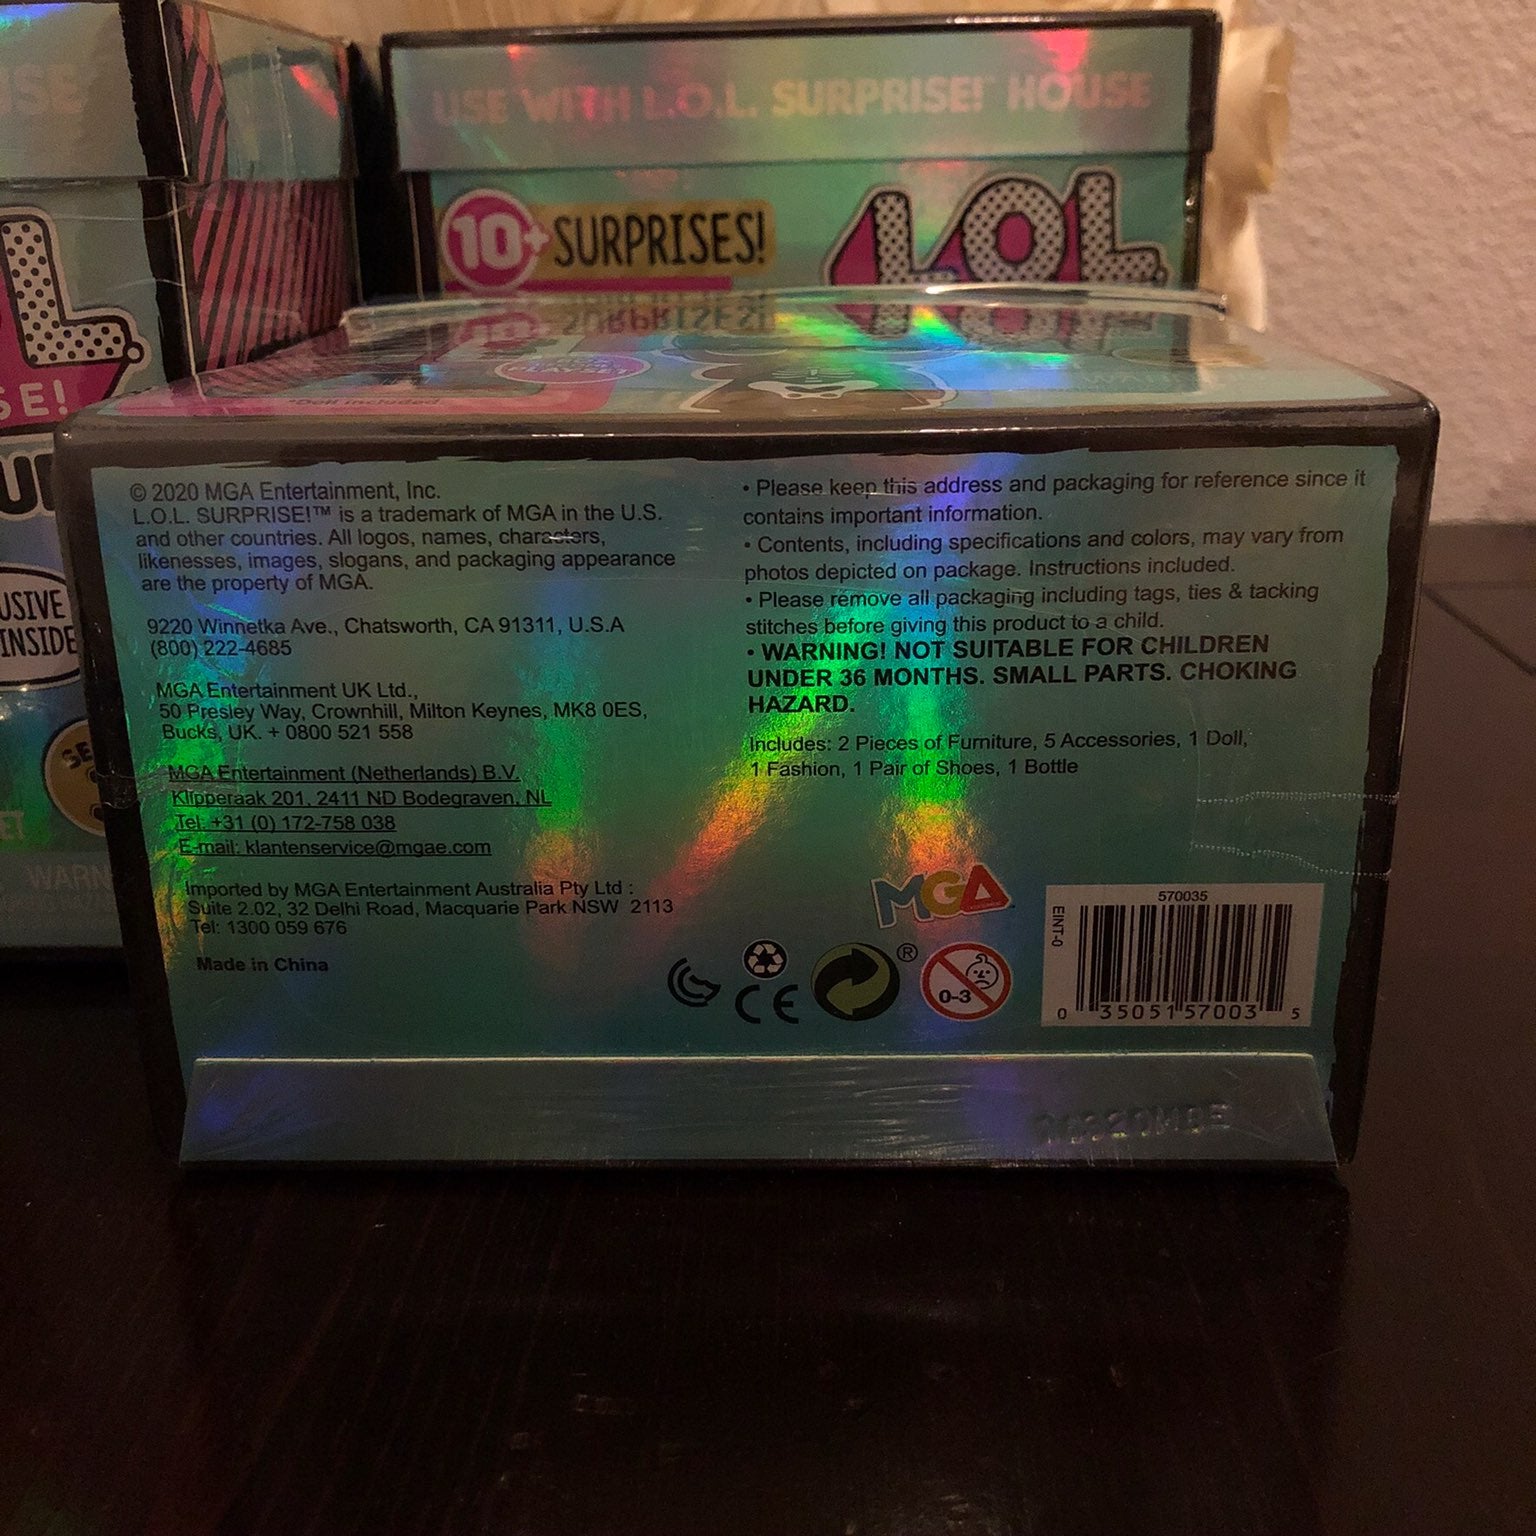 USE
USE WITH L.O.L. SURPRISE!™ HOUSE
10+ SURPRISES!
L.O.L.
SURPRISES!
L
SE!
USIVE
INSIDE
WARN
© 2020 MGA Entertainment, Inc.
L.O.L. SURPRISE!™ is a trademark of MGA in the U.S.
and other countries. All logos, names, characters,
likenesses, images, slogans, and packaging appearance
are the property of MGA.
9220 Winnetka Ave., Chatsworth, CA 91311, U.S.A
(800) 222-4685
MGA Entertainment UK Ltd.,
50 Presley Way, Crownhill, Milton Keynes, MK8 0ES,
Bucks, UK. + 0800 521 558
MGA Entertainment (Netherlands) B.V.
Klipperaak 201, 2411 ND Bodegraven, NL
Tel: +31 (0) 172-758 038
E-mail: klantenservice@mgae.com
Imported by MGA Entertainment Australia Pty Ltd :
Suite 2.02, 32 Delhi Road, Macquarie Park NSW 2113
Tel: 1300 059 676
Made in China
• Please keep this address and packaging for reference since it
contains important information.
• Contents, including specifications and colors, may vary from
photos depicted on package. Instructions included.
• Please remove all packaging including tags, ties & tacking
stitches before giving this product to a child.
• WARNING! NOT SUITABLE FOR CHILDREN
UNDER 36 MONTHS. SMALL PARTS. CHOKING
HAZARD.
Includes: 2 Pieces of Furniture, 5 Accessories, 1 Doll,
1 Fashion, 1 Pair of Shoes, 1 Bottle
MGA
CE
®
0-3
EINT-0
570035
0 35051 57003 5